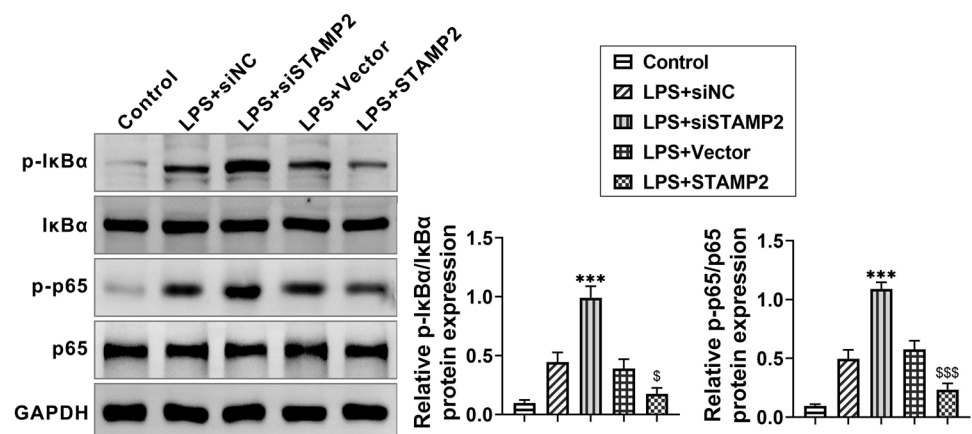 Control
LPS+siNC
LPS+siSTAMP2
LPS+Vector
LPS+STAMP2
p-IκBα
IκBα
p-p65
p65
GAPDH
Control
LPS+siNC
LPS+siSTAMP2
LPS+Vector
LPS+STAMP2
Relative p-IκBα/IκBα
protein expression
1.5
1.0
0.5
0.0
***
$
Relative p-p65/p65
protein expression
1.5
1.0
0.5
0.0
***
$$$